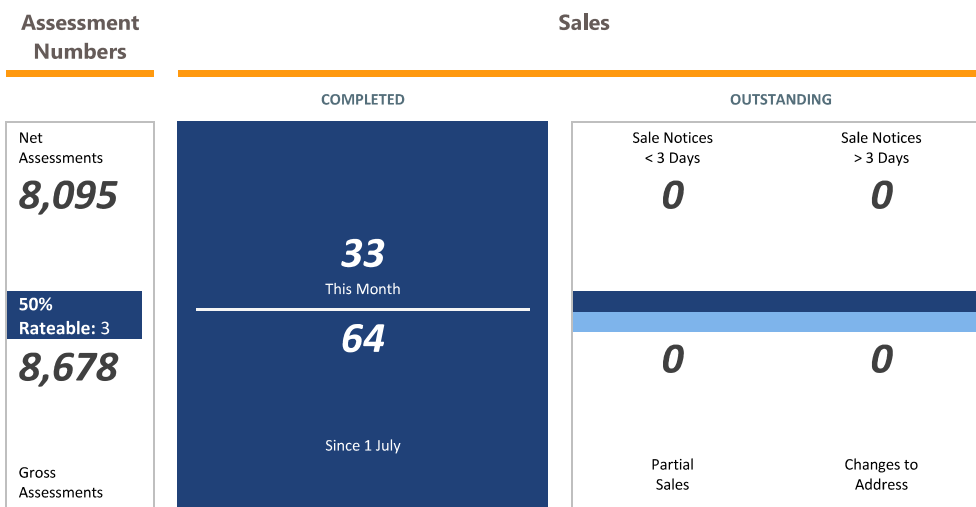 Assessment
Numbers
Sales
COMPLETED
OUTSTANDING
Net
Assessments
8,095
50%
Rateable: 3
8,678
Gross
Assessments
33
This Month
64
Since 1 July
Sale Notices
< 3 Days
0
Sale Notices
> 3 Days
0
0
Partial
Sales
0
Changes to
Address